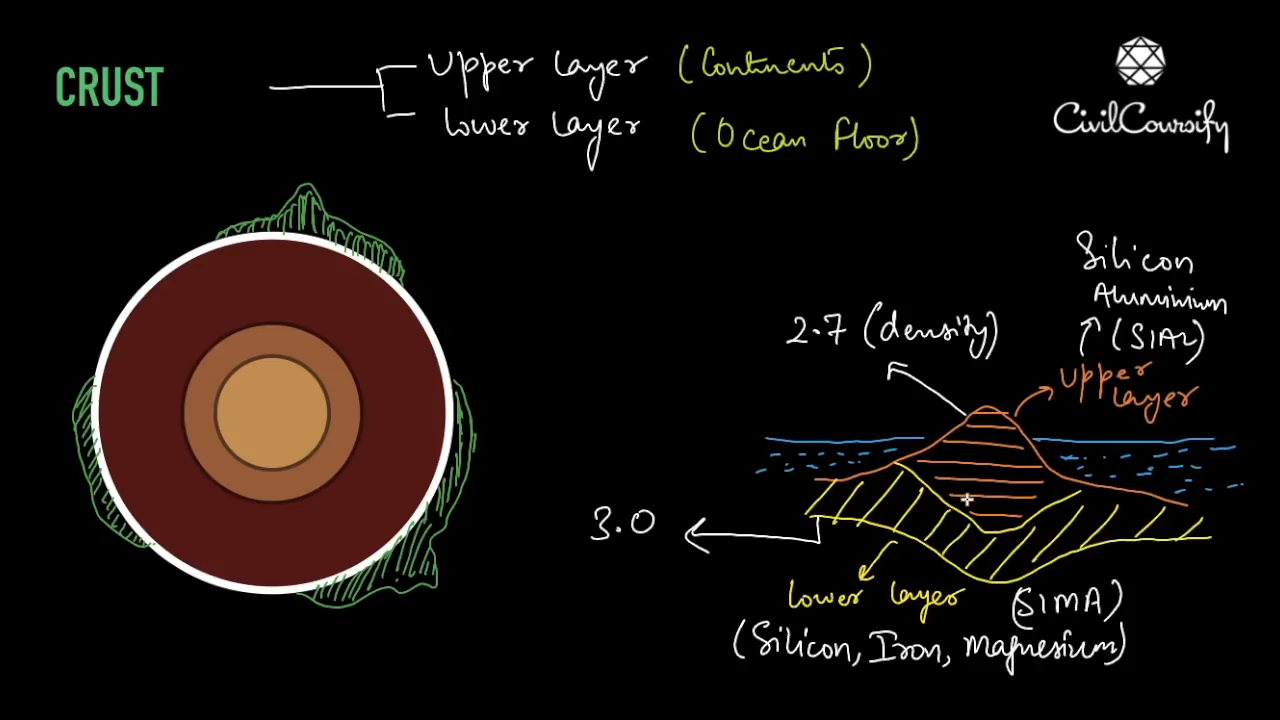 CRUST
Upper layer (Continents)
Lower layer (Ocean Floor)
CivilCoursify
Silicon
Aluminium
(SIAL)
2.7 (density)
Upper
layer
3.0
Lower layer (SIMA)
(Silicon, Iron, Magnesium)